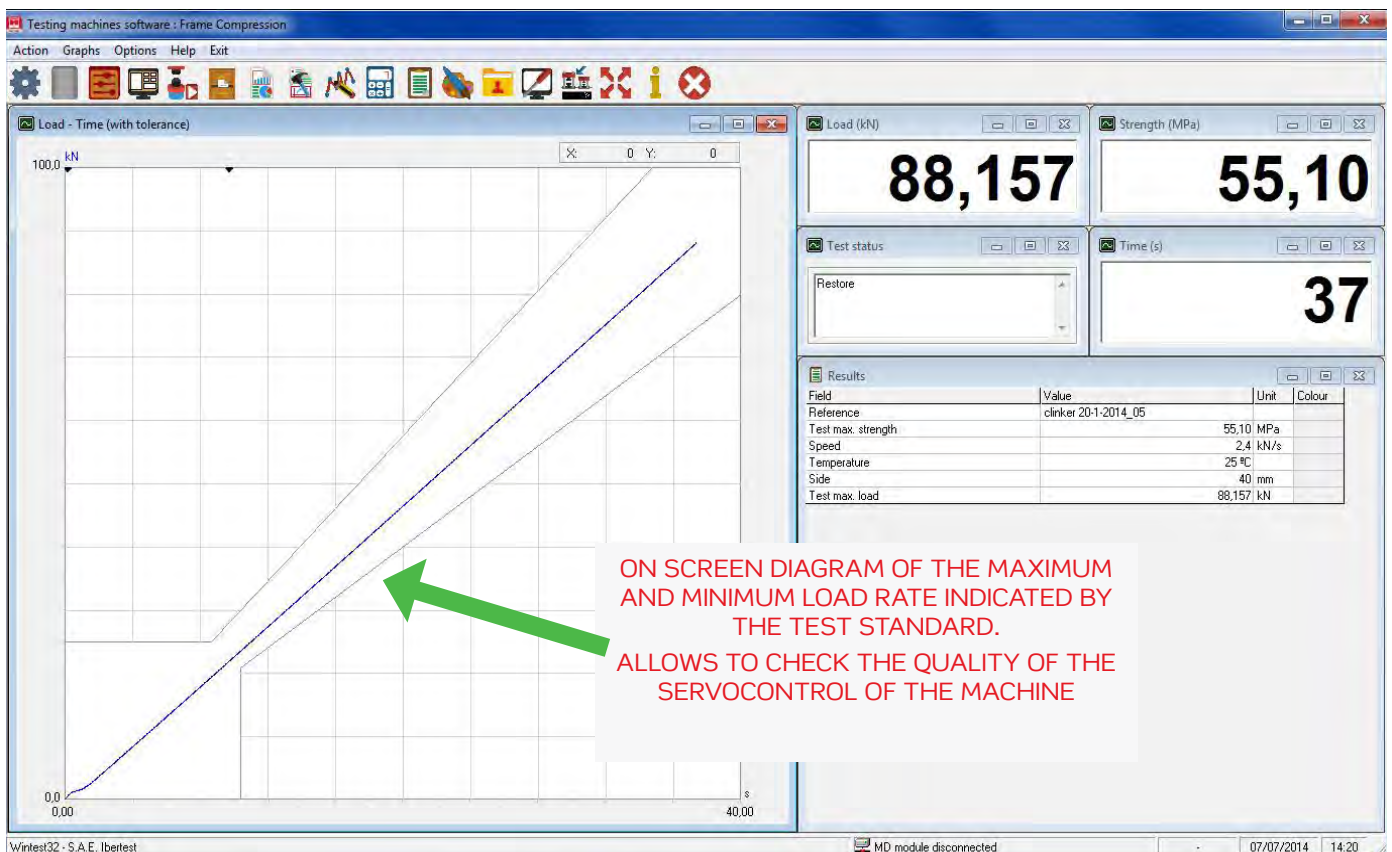 Testing machines software : Frame Compression
Action Graphs Options Help Exit
Load - Time (with tolerance)
X: 0 Y: 0
100,0 kN
0,0
0,00
40,00
s
Load (kN)
88,157
Strength (MPa)
55,10
Test status
Restore
Time (s)
37
Results
Field Value Unit Colour
Reference clinker 20-1-2014_05
Test max. strength 55,10 MPa
Speed 2,4 kN/s
Temperature 25 ºC
Side 40 mm
Test max. load 88,157 kN
ON SCREEN DIAGRAM OF THE MAXIMUM
AND MINIMUM LOAD RATE INDICATED BY
THE TEST STANDARD.
ALLOWS TO CHECK THE QUALITY OF THE
SERVOCONTROL OF THE MACHINE
Wintest32 - S.A.E. Ibertest
MD module disconnected
-
07/07/2014
14:20